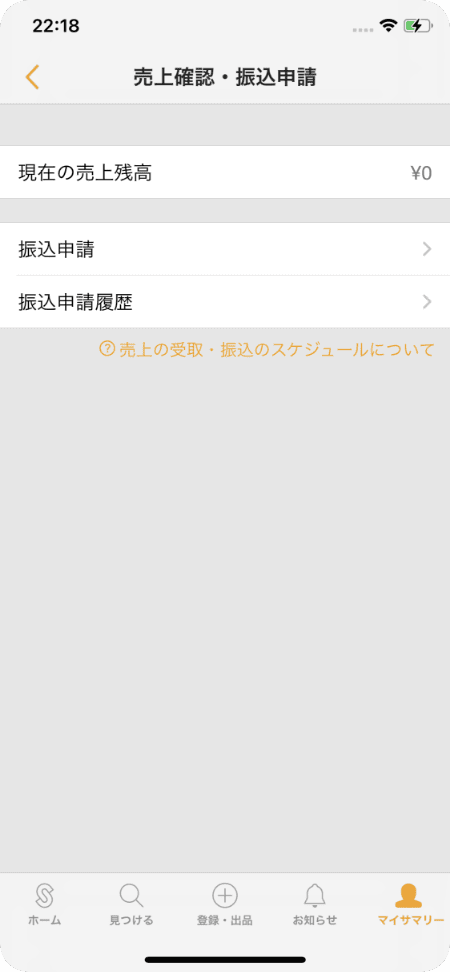 22:18
売上確認・振込申請
現在の売上残高 ¥0
振込申請
振込申請履歴
?売上の受取・振込のスケジュールについて
ホーム 見つける 登録・出品 お知らせ マイサマリー